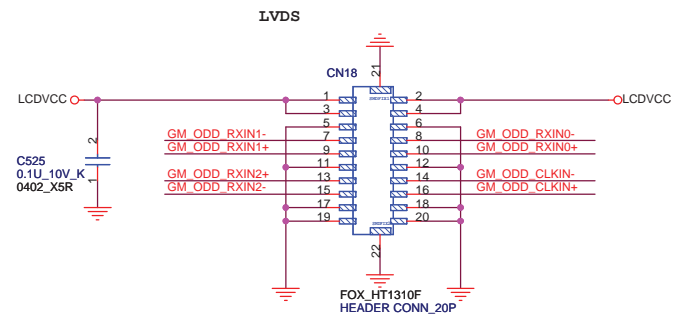 LVDS
21
CN18
LCDVCC
1
2
LCDVCC
3
4
5
6
GM_ODD_RXIN1-
7
8
GM_ODD_RXIN0-
GM_ODD_RXIN1+
9
10
GM_ODD_RXIN0+
2
11
12
C525
GM_ODD_RXIN2+
13
14
GM_ODD_CLKIN-
0.1U_10V_K
1
GM_ODD_RXIN2-
15
16
GM_ODD_CLKIN+
0402_X5R
17
18
19
20
22
FOX_HT1310F
HEADER CONN_20P